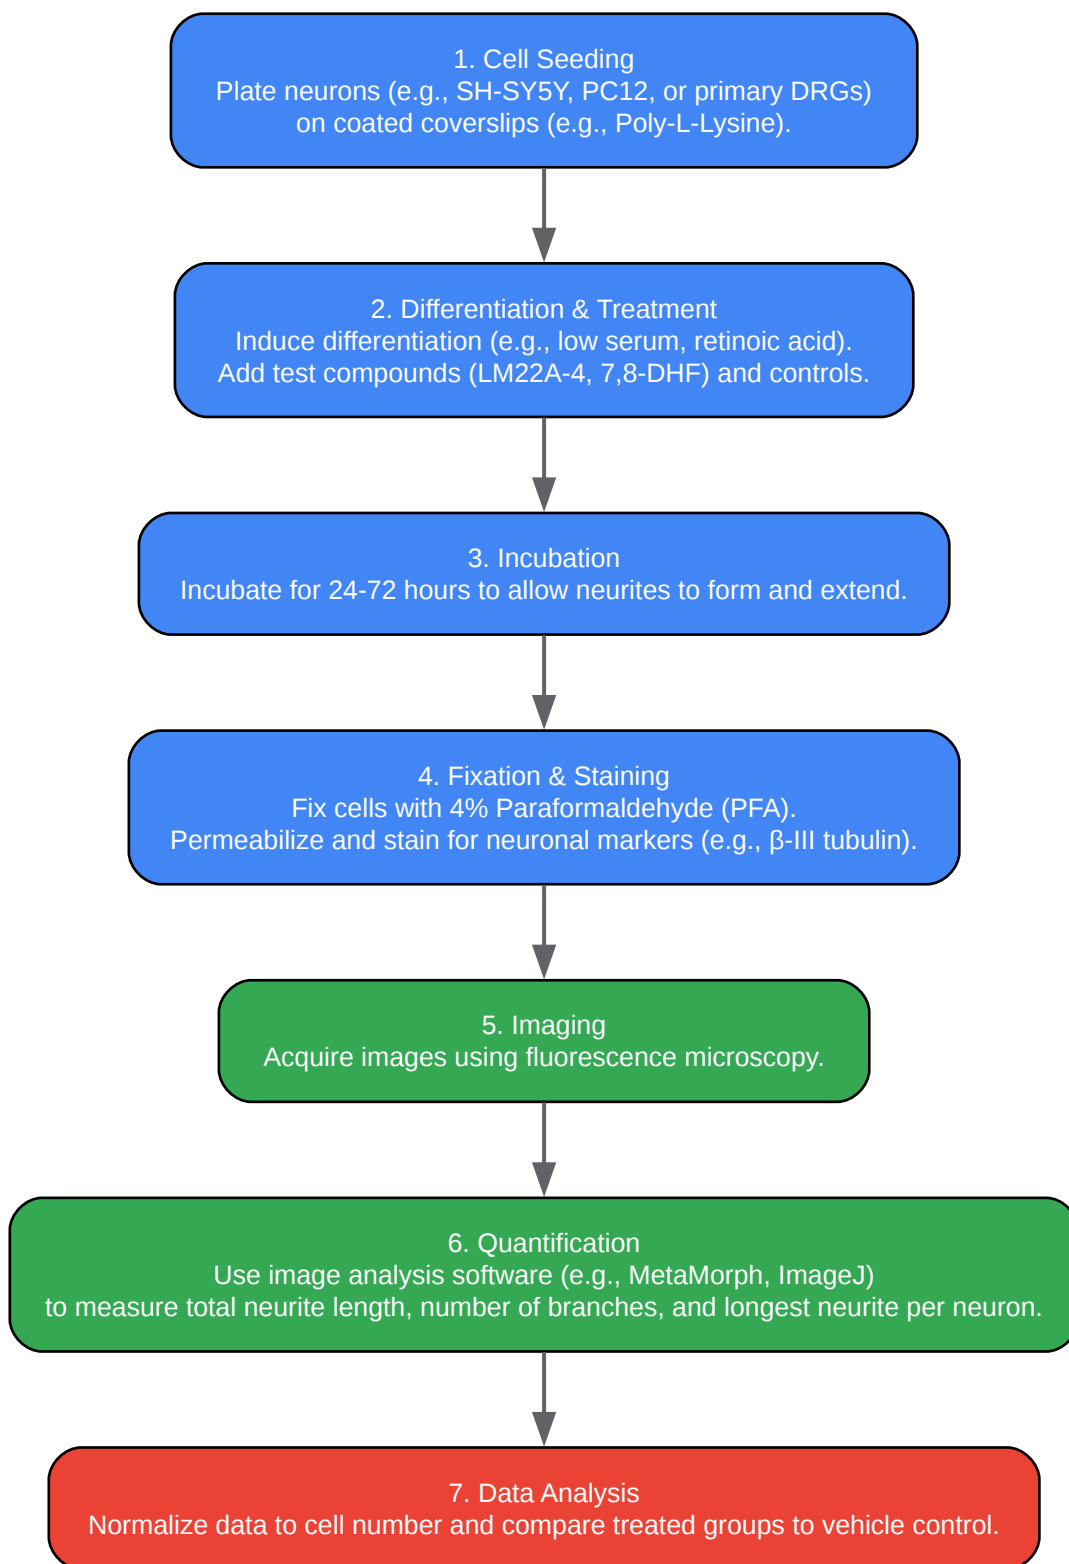 1. Cell Seeding
Plate neurons (e.g., SH-SY5Y, PC12, or primary DRGs)
on coated coverslips (e.g., Poly-L-Lysine).
2. Differentiation & Treatment
Induce differentiation (e.g., low serum, retinoic acid).
Add test compounds (LM22A-4, 7,8-DHF) and controls.
3. Incubation
Incubate for 24-72 hours to allow neurites to form and extend.
4. Fixation & Staining
Fix cells with 4% Paraformaldehyde (PFA).
Permeabilize and stain for neuronal markers (e.g., β-III tubulin).
5. Imaging
Acquire images using fluorescence microscopy.
6. Quantification
Use image analysis software (e.g., MetaMorph, ImageJ)
to measure total neurite length, number of branches, and longest neurite per neuron.
7. Data Analysis
Normalize data to cell number and compare treated groups to vehicle control.